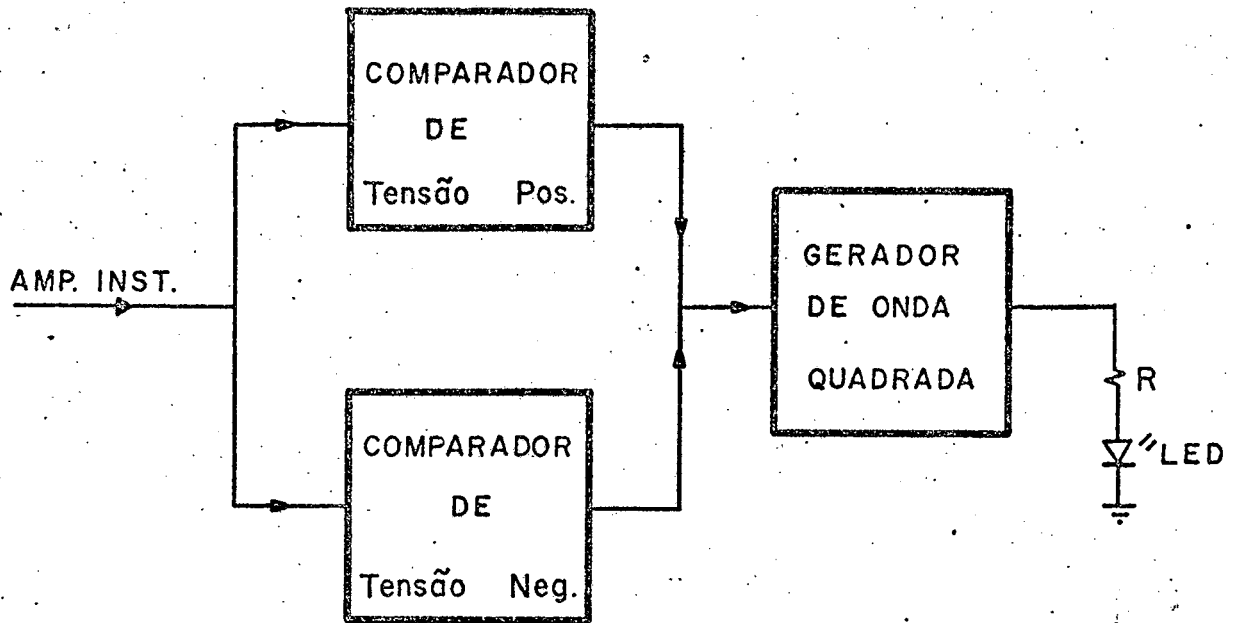 COMPARADOR
DE
Tensão Pos.
AMP. INST.
GERADOR
DE ONDA
QUADRADA
R
LED
COMPARADOR
DE
Tensão Neg.